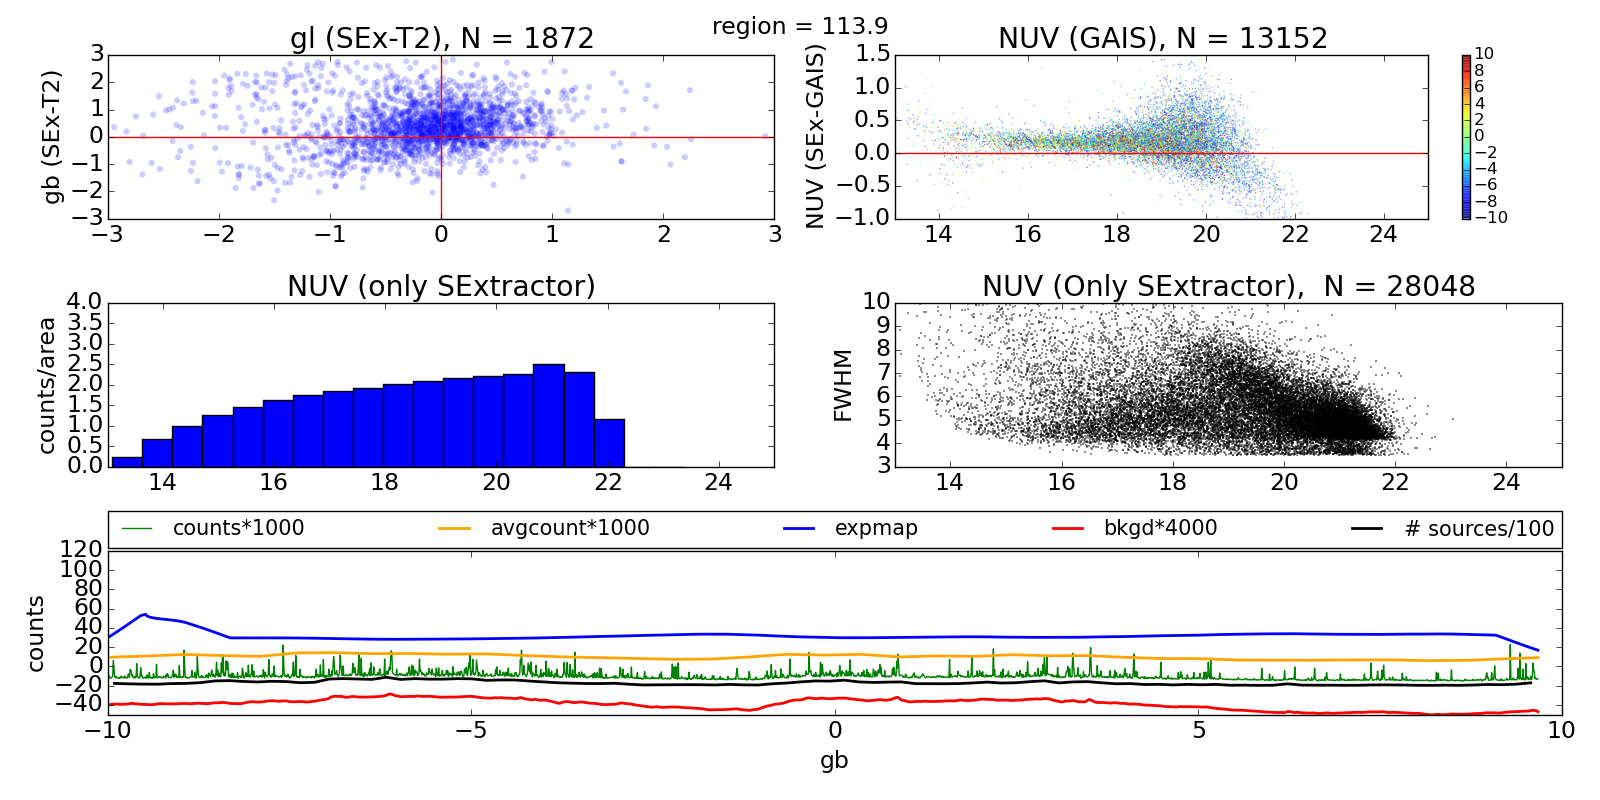 region = 113.9
gl (SEx-T2), N = 1872
NUV (GAIS), N = 13152
gb (SEx-T2)
3
2
1
0
−1
−2
−3
−3 −2 −1 0 1 2 3
NUV (SEx-GAIS)
1.5
1.0
0.5
0.0
−0.5
−1.0
14 16 18 20 22 24
10
8
6
4
2
0
−2
−4
−6
−8
−10
NUV (only SExtractor)
counts/area
4.0
3.5
3.0
2.5
2.0
1.5
1.0
0.5
0.0
14 16 18 20 22 24
NUV (Only SExtractor), N = 28048
FWHM
10
9
8
7
6
5
4
3
14 16 18 20 22 24
counts*1000 avgcount*1000 expmap bkgd*4000 # sources/100
counts
120
100
80
60
40
20
0
−20
−40
−10 −5 0 5 10
gb